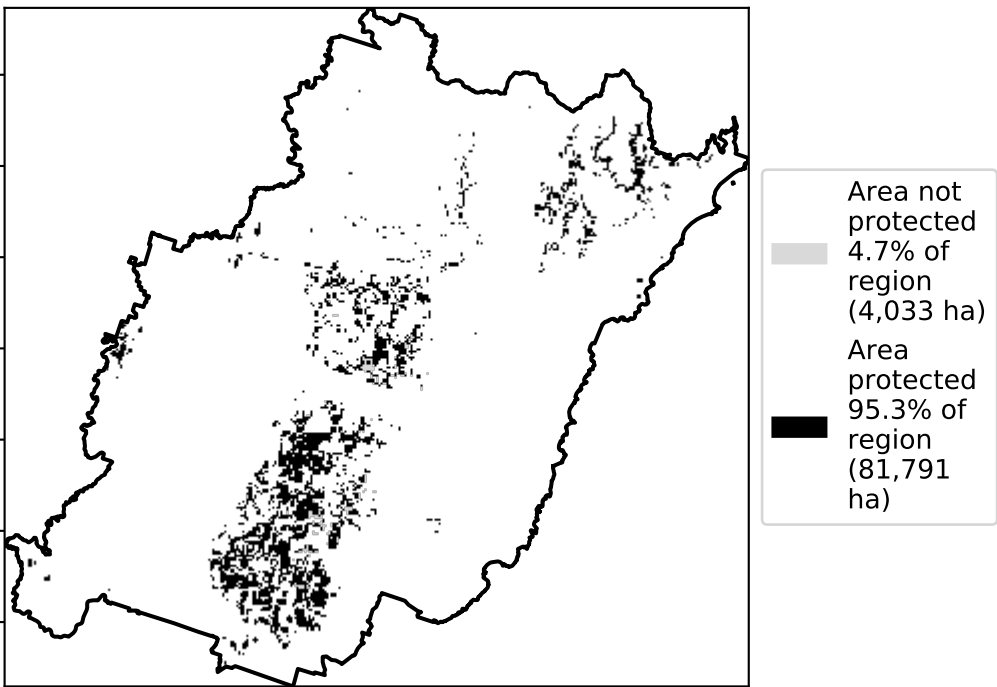 Area not
protected
4.7% of
region
(4,033 ha)
Area
protected
95.3% of
region
(81,791
ha)